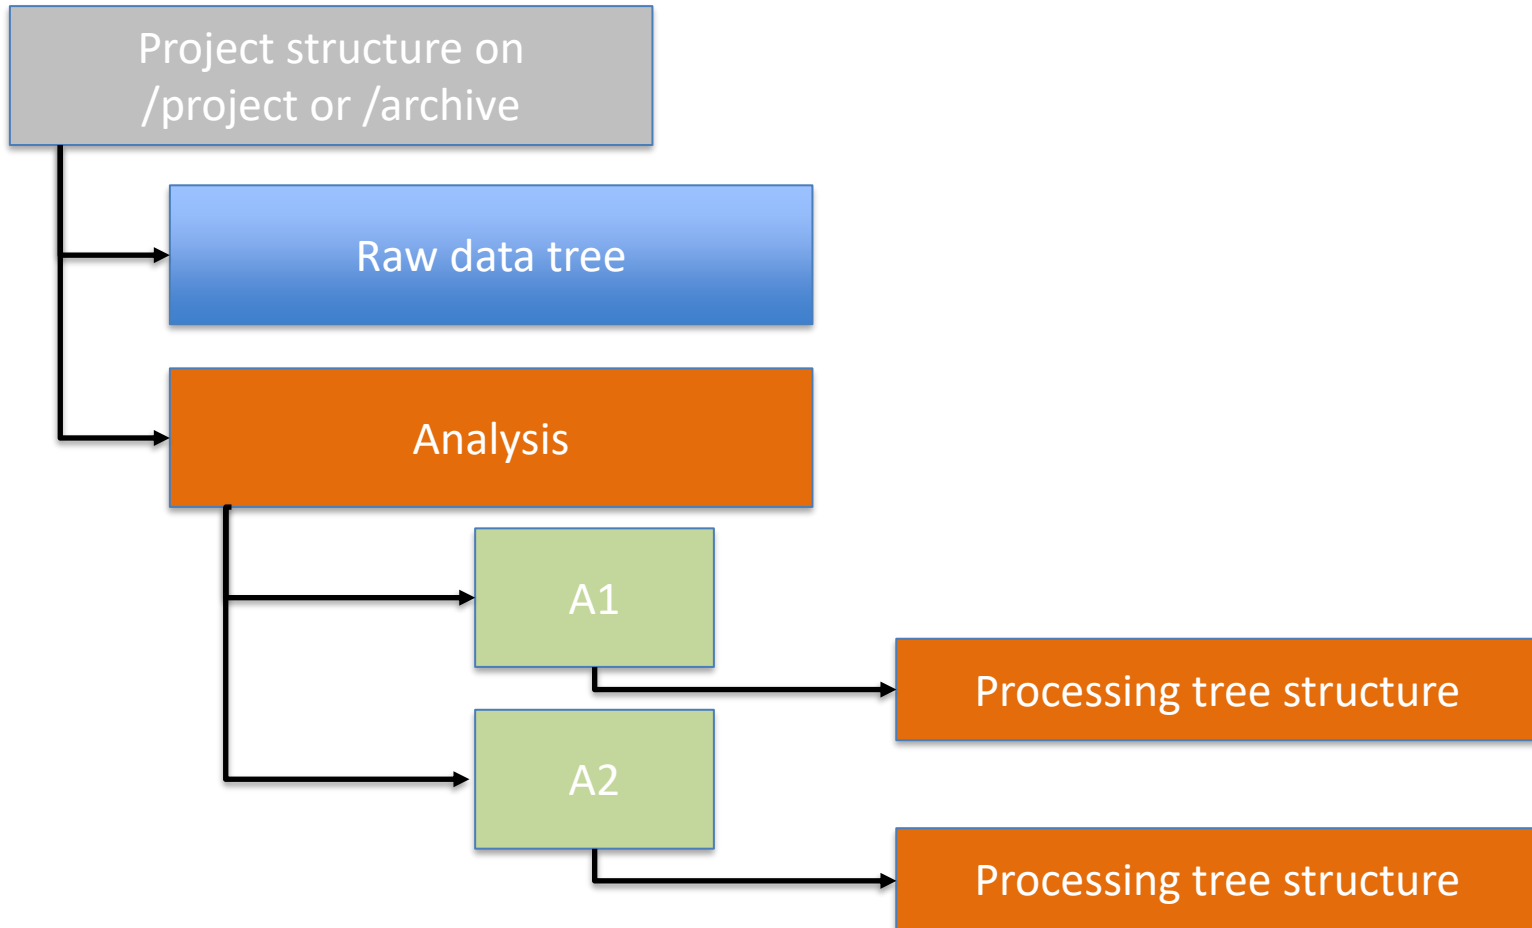 Project structure on
/project or /archive
Raw data tree
Analysis
A1
Processing tree structure
A2
Processing tree structure